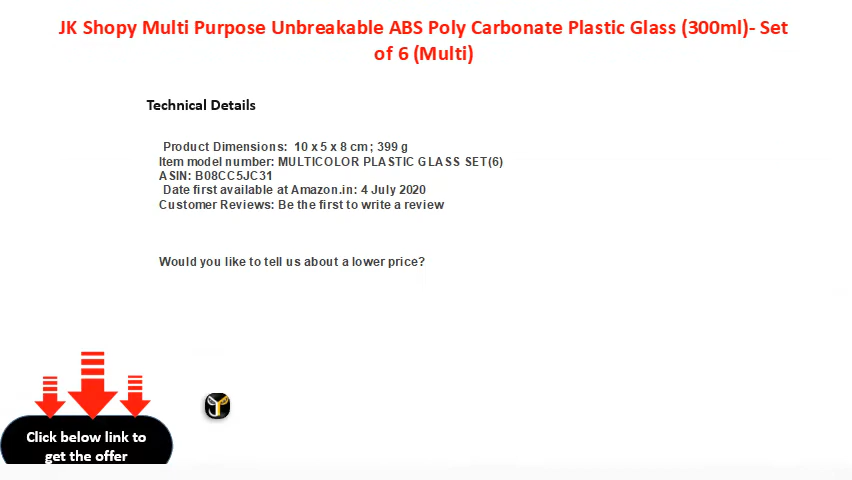 JK Shopy Multi Purpose Unbreakable ABS Poly Carbonate Plastic Glass (300ml)- Set
of 6 (Multi)
Technical Details
Product Dimensions: 10 x 5 x 8 cm; 399 g
Item model number: MULTICOLOR PLASTIC GLASS SET(6)
ASIN: B08CC5JC31
Date first available at Amazon.in: 4 July 2020
Customer Reviews: Be the first to write a review
Would you like to tell us about a lower price?
Click below link to
get the offer